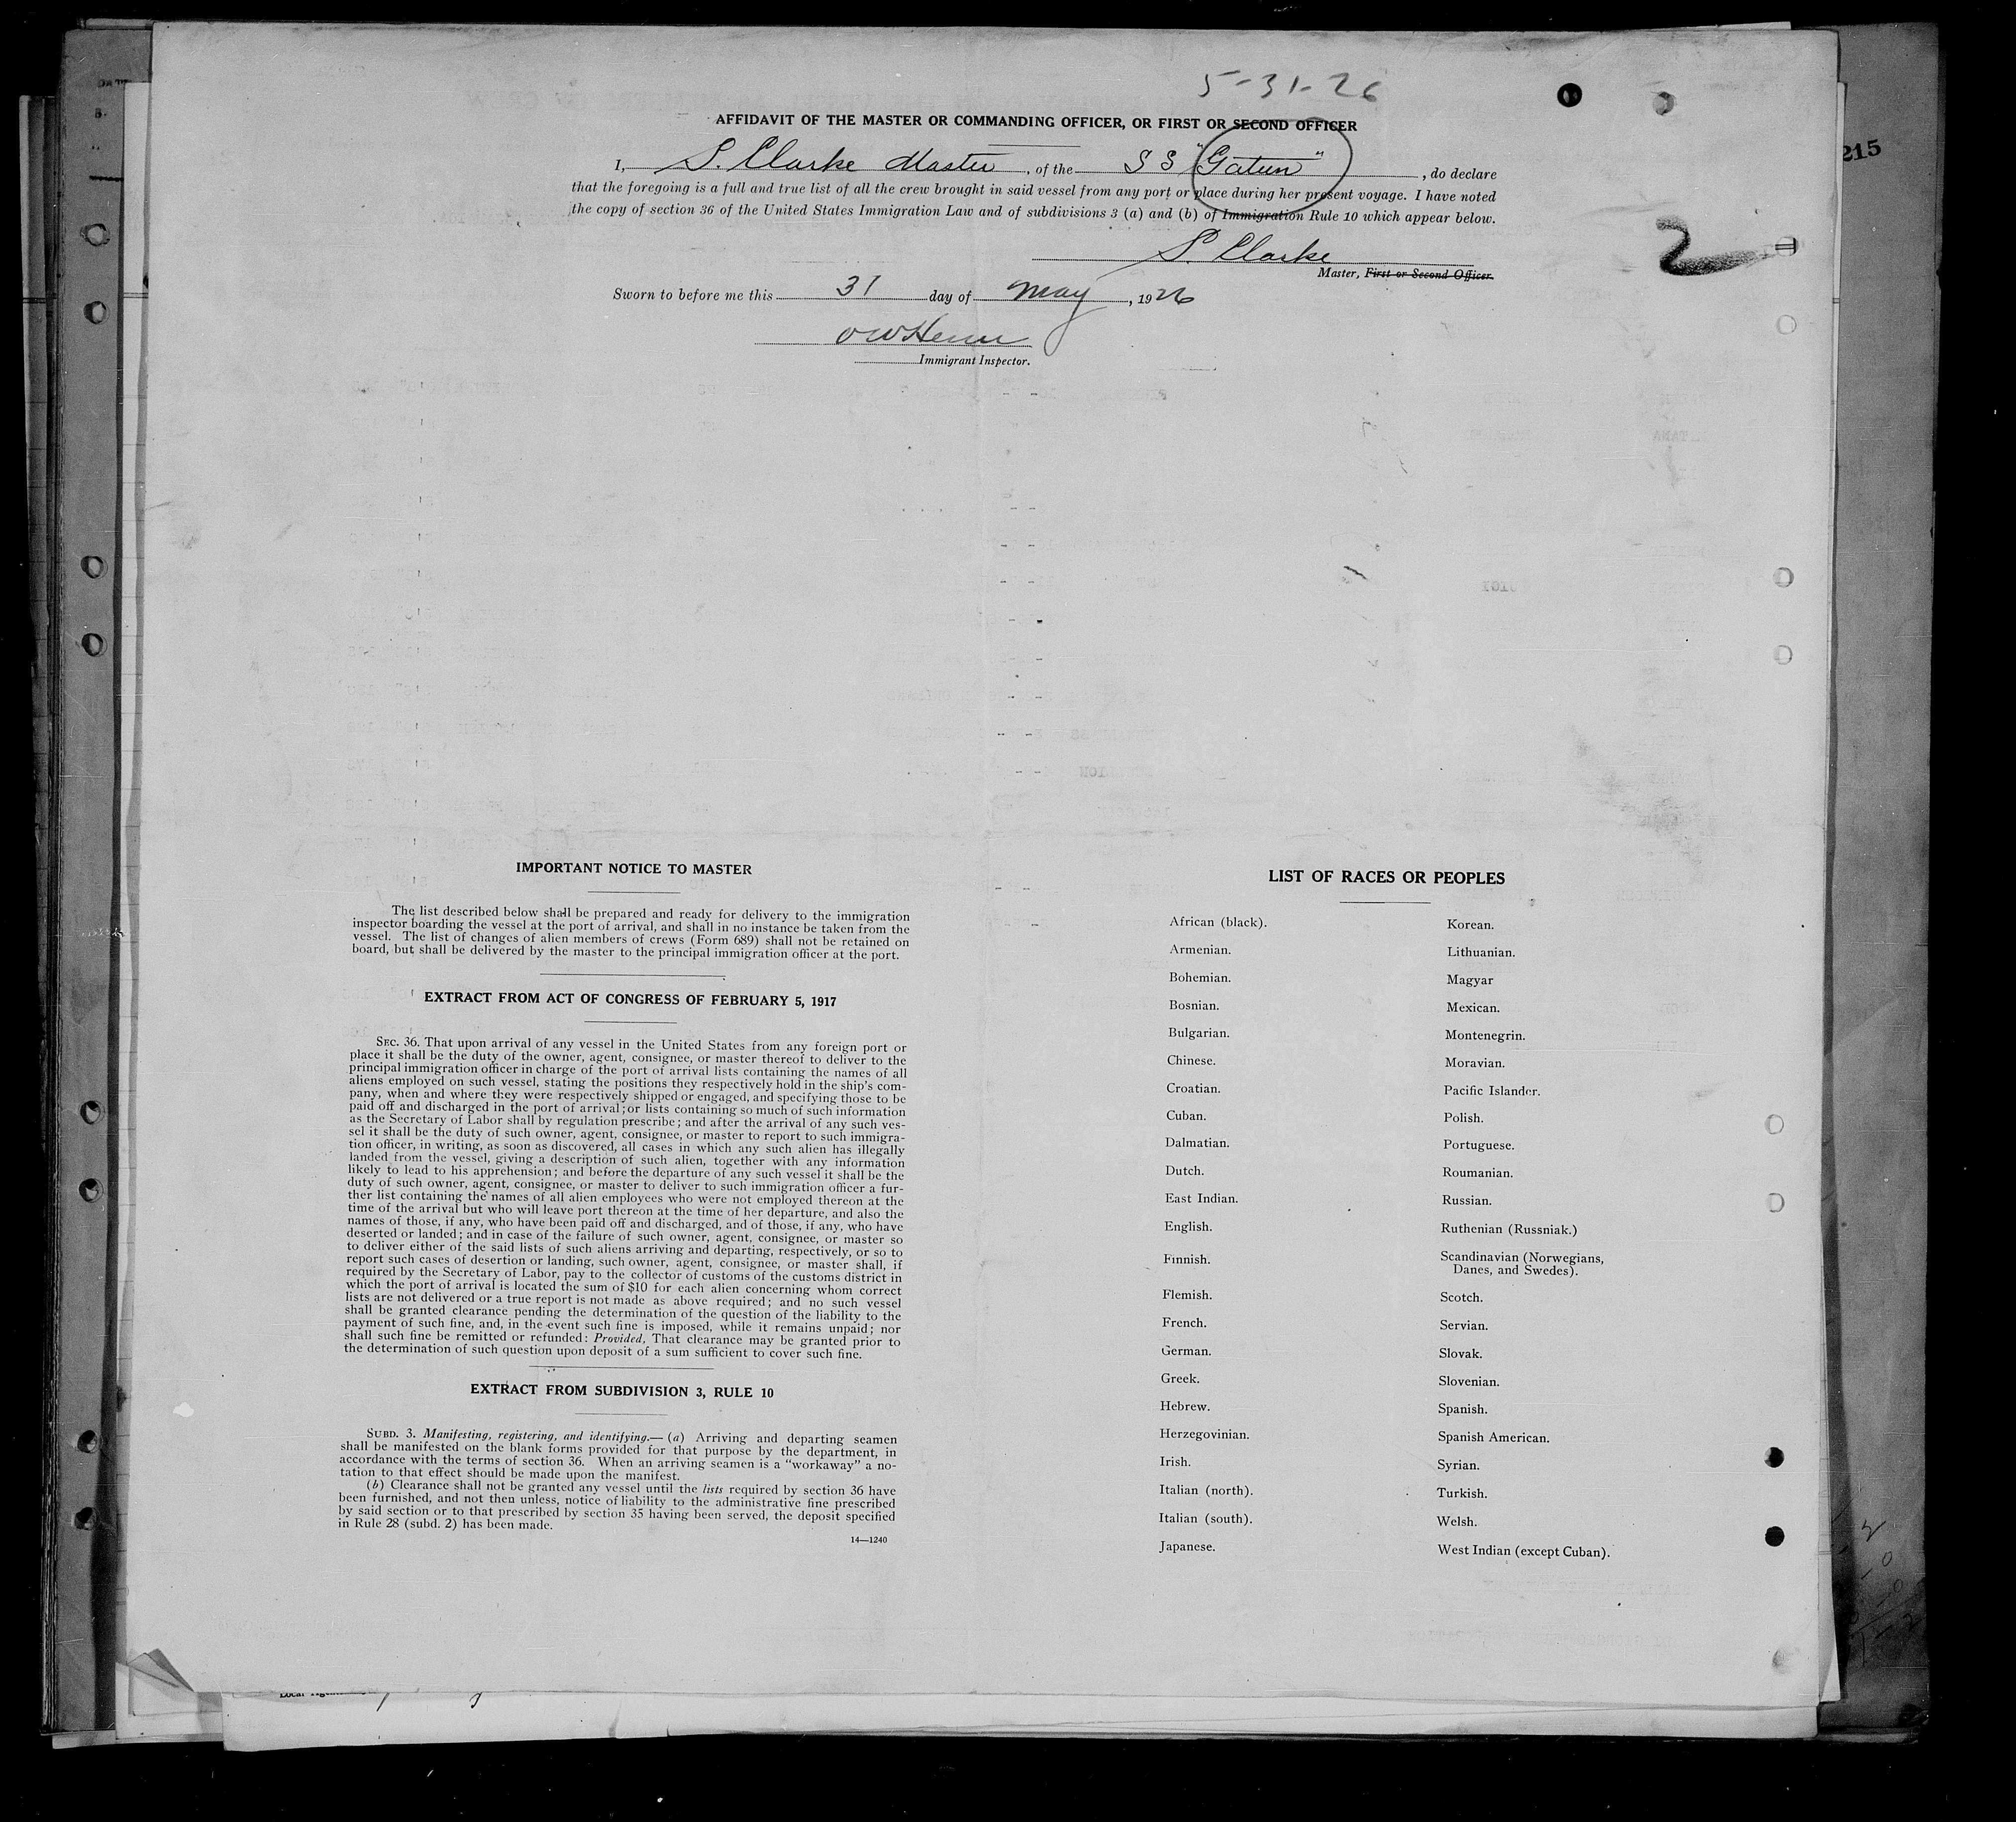 5-31-26
AFFIDAVIT OF THE MASTER OR COMMANDING OFFICER, OR FIRST OR SECOND OFFICER
I, S. Clarke Master, of the SS "Gatun", do declare
that the foregoing is a full and true list of all the crew brought in said vessel from any port or place during her present voyage. I have noted
the copy of section 36 of the United States Immigration Law and of subdivisions 3 (a) and (b) of Immigration Rule 10 which appear below.
S. Clarke
Master, First or Second Officer.
Sworn to before me this 31 day of May, 1926
Immigrant Inspector.
215
2
IMPORTANT NOTICE TO MASTER
The list described below shall be prepared and ready for delivery to the immigration
inspector boarding the vessel at the port of arrival, and shall in no instance be taken from the
vessel. The list of changes of alien members of crews (Form 689) shall not be retained on
board, but shall be delivered by the master to the principal immigration officer at the port.
EXTRACT FROM ACT OF CONGRESS OF FEBRUARY 5, 1917
SEC. 36. That upon arrival of any vessel in the United States from any foreign port or
place it shall be the duty of the owner, agent, consignee, or master thereof to deliver to the
principal immigration officer in charge of the port of arrival lists containing the names of all
aliens employed on such vessel, stating the positions they respectively hold in the ship's com-
pany, when and where they were respectively shipped or engaged, and specifying those to be
paid off and discharged in the port of arrival; or lists containing so much of such information
as the Secretary of Labor shall by regulation prescribe; and after the arrival of any such ves-
sel it shall be the duty of such owner, agent, consignee, or master to report to such immigra-
tion officer, in writing, as soon as discovered, all cases in which any such alien has illegally
landed from the vessel, giving a description of such alien, together with any information
likely to lead to his apprehension; and before the departure of any such vessel it shall be the
duty of such owner, agent, consignee, or master to deliver to such immigration officer a fur-
ther list containing the names of all alien employees who were not employed thereon at the
time of the arrival but who will leave port thereon at the time of her departure, and also the
names of those, if any, who have been paid off and discharged, and of those, if any, who have
deserted or landed; and in case of the failure of such owner, agent, consignee, or master so
to deliver either of the said lists of such aliens arriving and departing, respectively, or so to
report such cases of desertion or landing, such owner, agent, consignee, or master shall, if
required by the Secretary of Labor, pay to the collector of customs of the customs district in
which the port of arrival is located the sum of $10 for each alien concerning whom correct
lists are not delivered or a true report is not made as above required; and no such vessel
shall be granted clearance pending the determination of the question of the liability to the
payment of such fine, and, in the event such fine is imposed, while it remains unpaid; nor
shall such fine be remitted or refunded: Provided, That clearance may be granted prior to
the determination of such question upon deposit of a sum sufficient to cover such fine.
EXTRACT FROM SUBDIVISION 3, RULE 10
SUBD. 3. Manifesting, registering, and identifying.—(a) Arriving and departing seamen
shall be manifested on the blank forms provided for that purpose by the department, in
accordance with the terms of section 36. When an arriving seamen is a "workaway" a no-
tation to that effect should be made upon the manifest.
(b) Clearance shall not be granted any vessel until the lists required by section 36 have
been furnished, and not then unless, notice of liability to the administrative fine prescribed
by said section or to that prescribed by section 35 having been served, the deposit specified
in Rule 28 (subd. 2) has been made.
14—1240
LIST OF RACES OR PEOPLES
African (black).
Armenian.
Bohemian.
Bosnian.
Bulgarian.
Chinese.
Croatian.
Cuban.
Dalmatian.
Dutch.
East Indian.
English.
Finnish.
Flemish.
French.
German.
Greek.
Hebrew.
Herzegovinian.
Irish.
Italian (north).
Italian (south).
Japanese.
Korean.
Lithuanian.
Magyar
Mexican.
Montenegrin.
Moravian.
Pacific Islander.
Polish.
Portuguese.
Roumanian.
Russian.
Ruthenian (Russniak.)
Scandinavian (Norwegians,
Danes, and Swedes).
Scotch.
Servian.
Slovak.
Slovenian.
Spanish.
Spanish American.
Syrian.
Turkish.
Welsh.
West Indian (except Cuban).